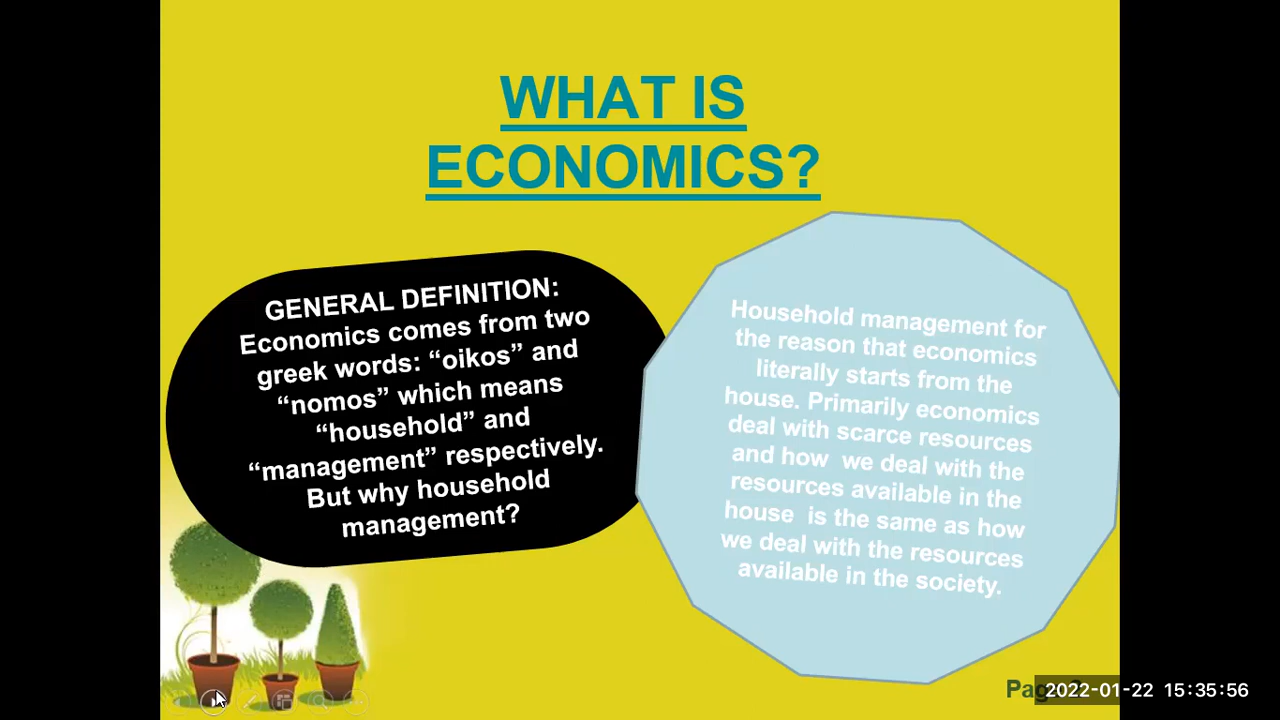 WHAT IS
ECONOMICS?
GENERAL DEFINITION:
Economics comes from two
greek words: “oikos” and
“nomos” which means
“household” and
“management” respectively.
But why household
management?
Household management for
the reason that economics
literally starts from the
house. Primarily economics
deal with scarce resources
and how  we deal with the
resources available in the
house  is the same as how
we deal with the resources
available in the society.
2022-01-22 15:35:56